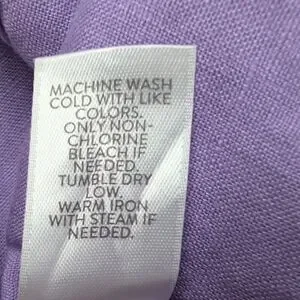 MACHINE WASH
COLD WITH LIKE
COLORS.
ONLY NON-
CHLORINE
BLEACH IF
NEEDED.
TUMBLE DRY
LOW.
WARM IRON
WITH STEAM IF
NEEDED.